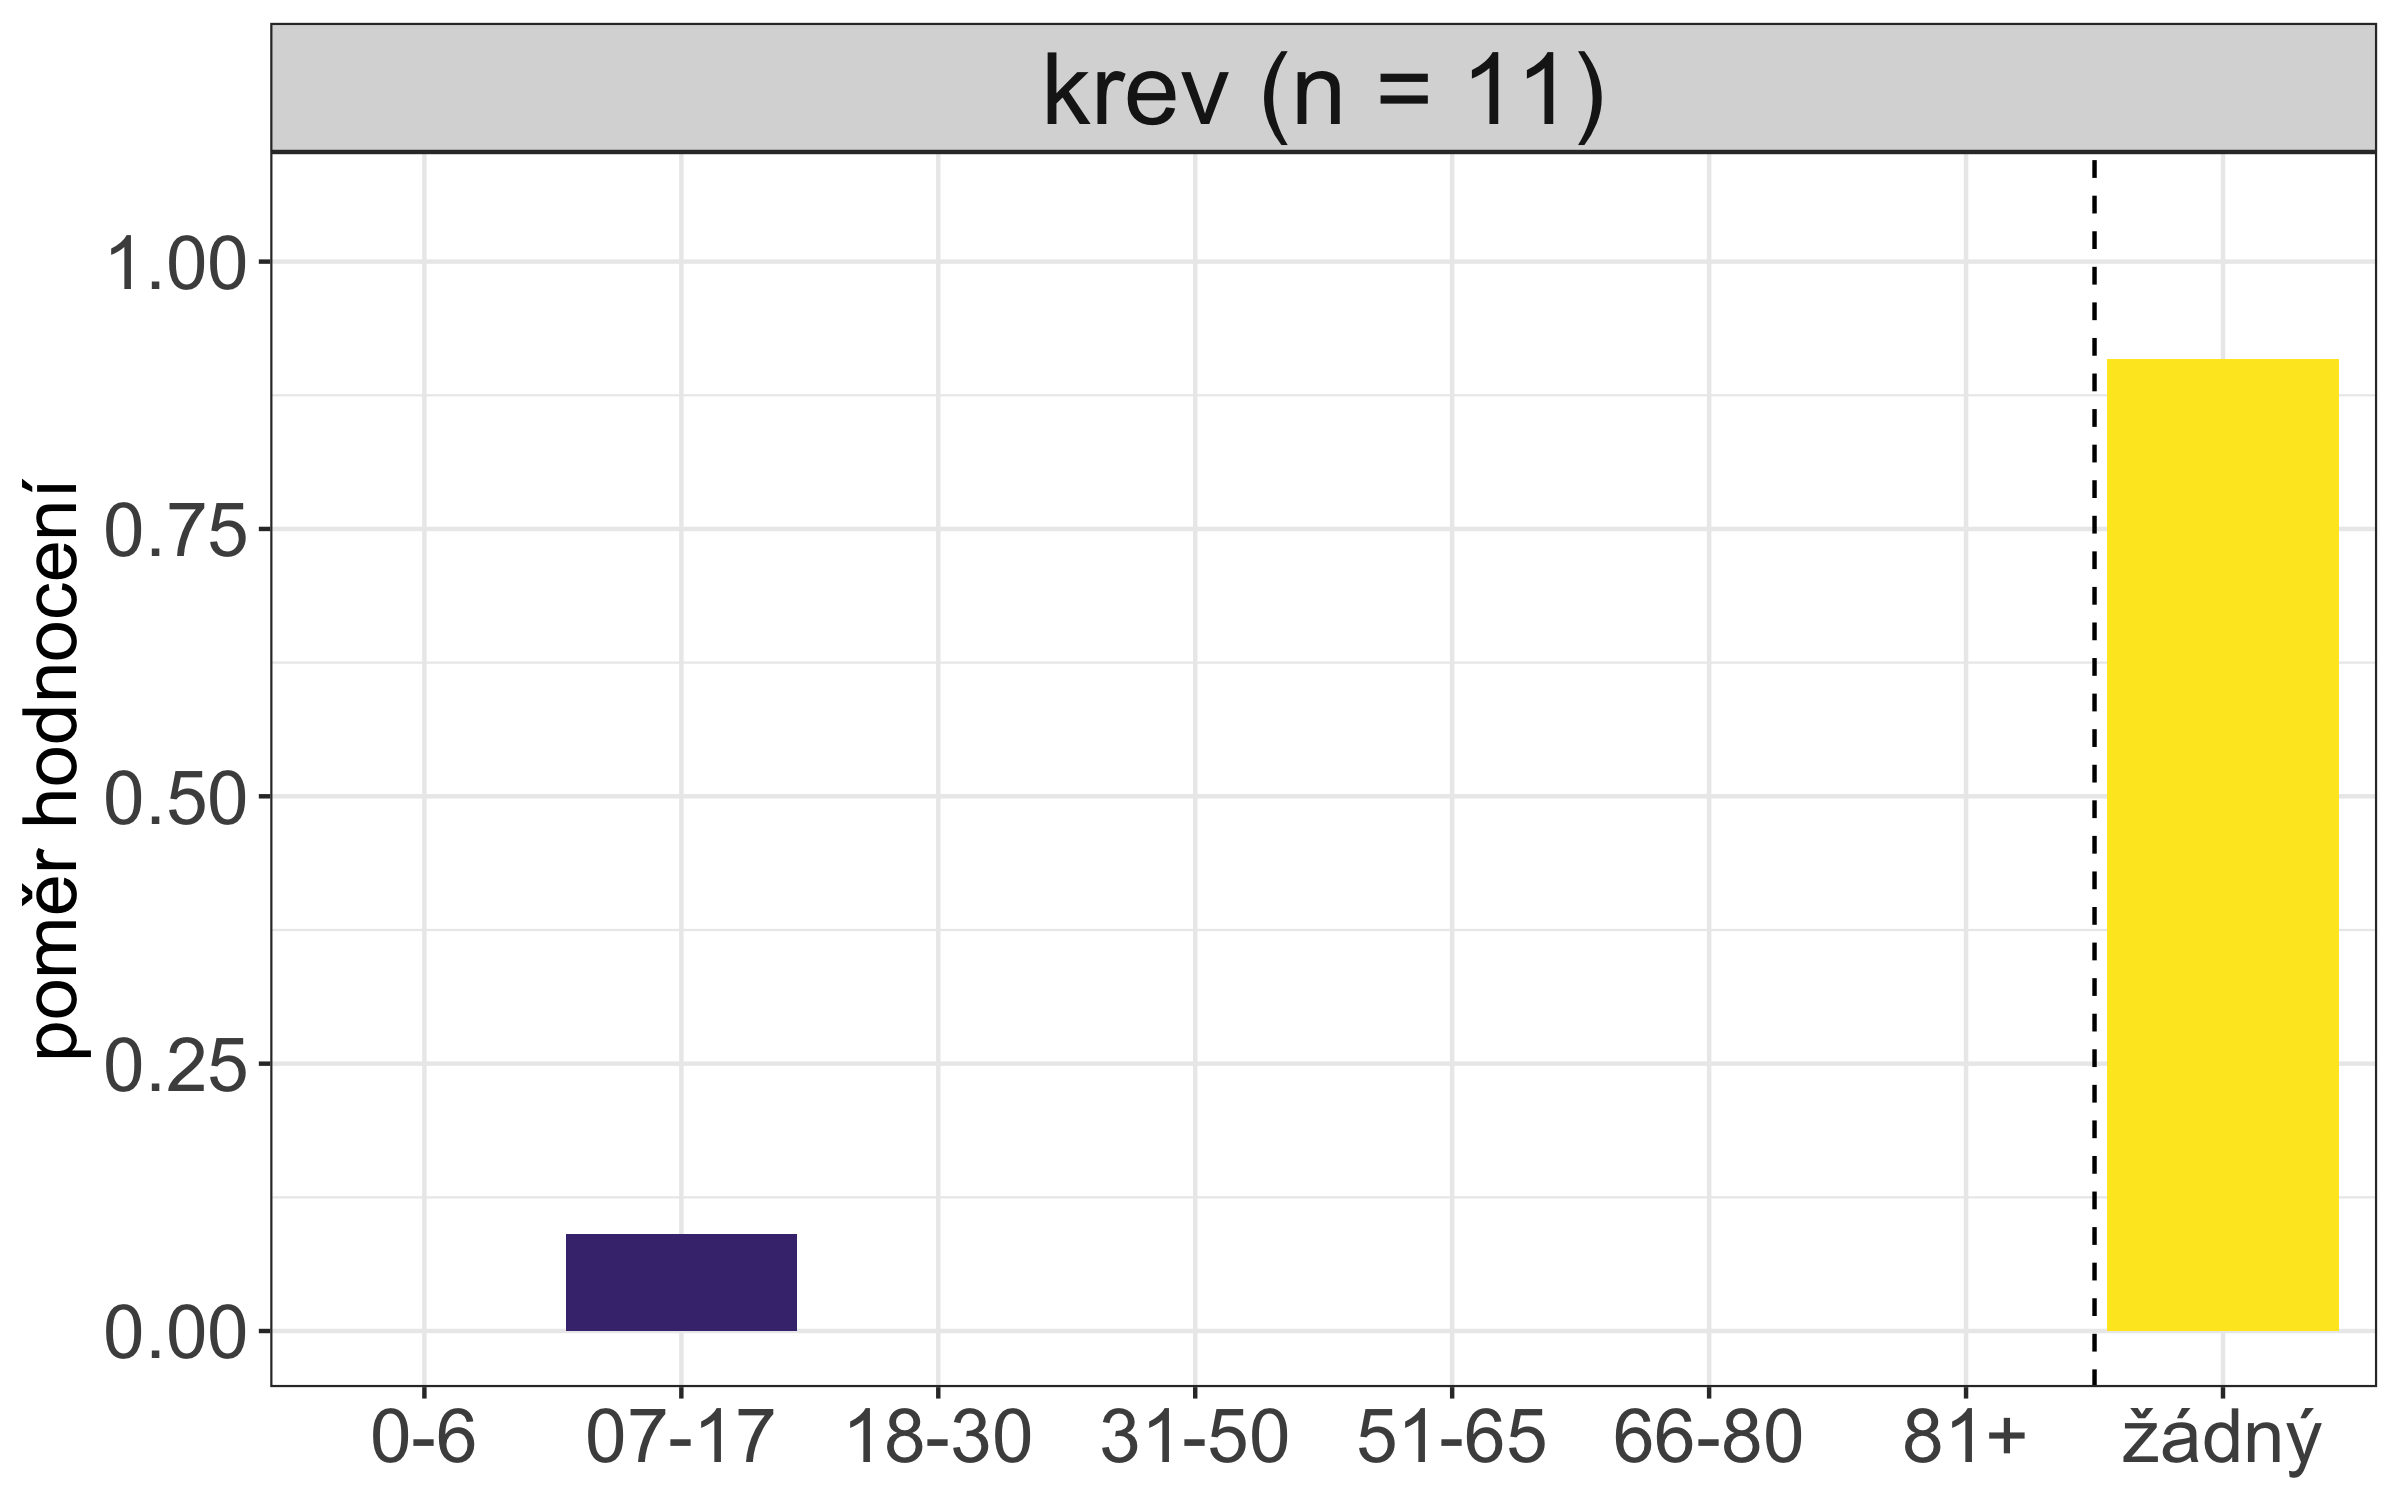 krev (n = 11)
poměr hodnocení
1.00
0.75
0.50
0.25
0.00
0-6 07-17 18-30 31-50 51-65 66-80 81+ žádný